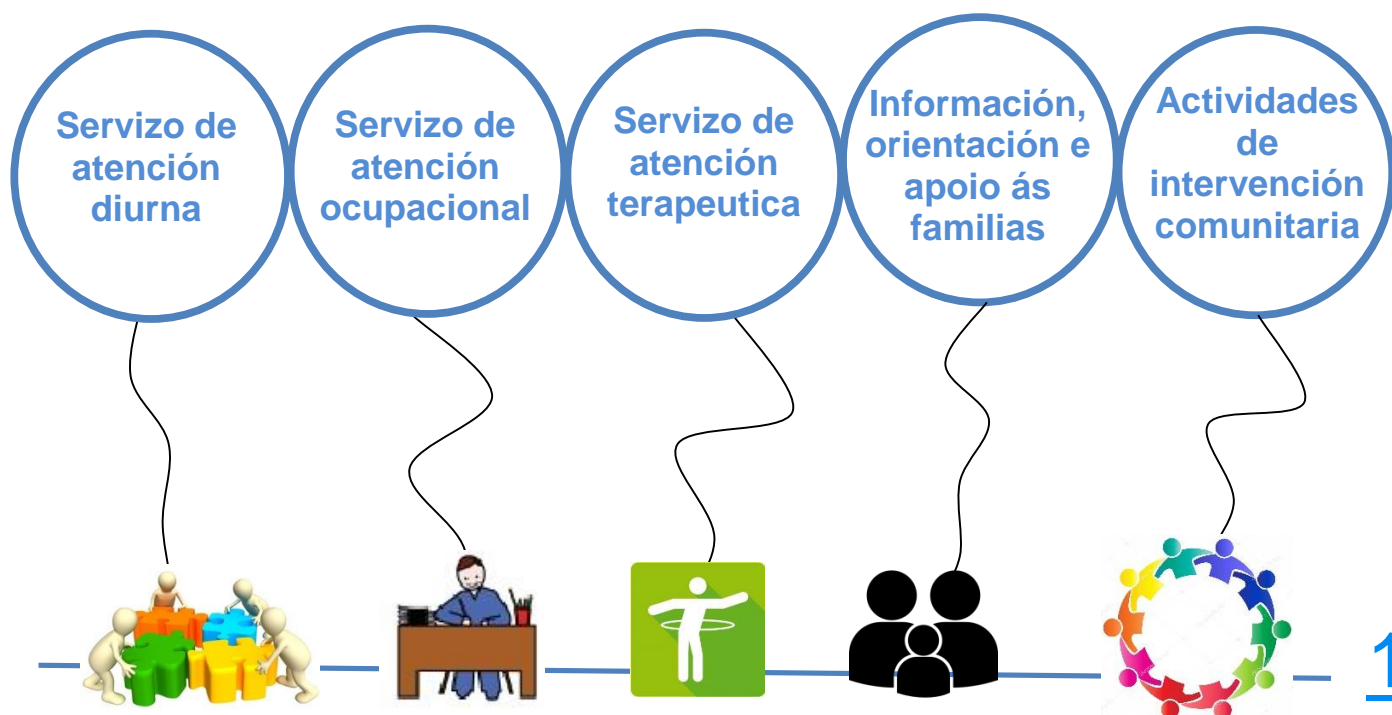 Servizo de
atención
diurna
Servizo de
atención
ocupacional
Servizo de
atención
terapeutica
Información,
orientación e
apoio ás
familias
Actividades
de
intervención
comunitaria
1